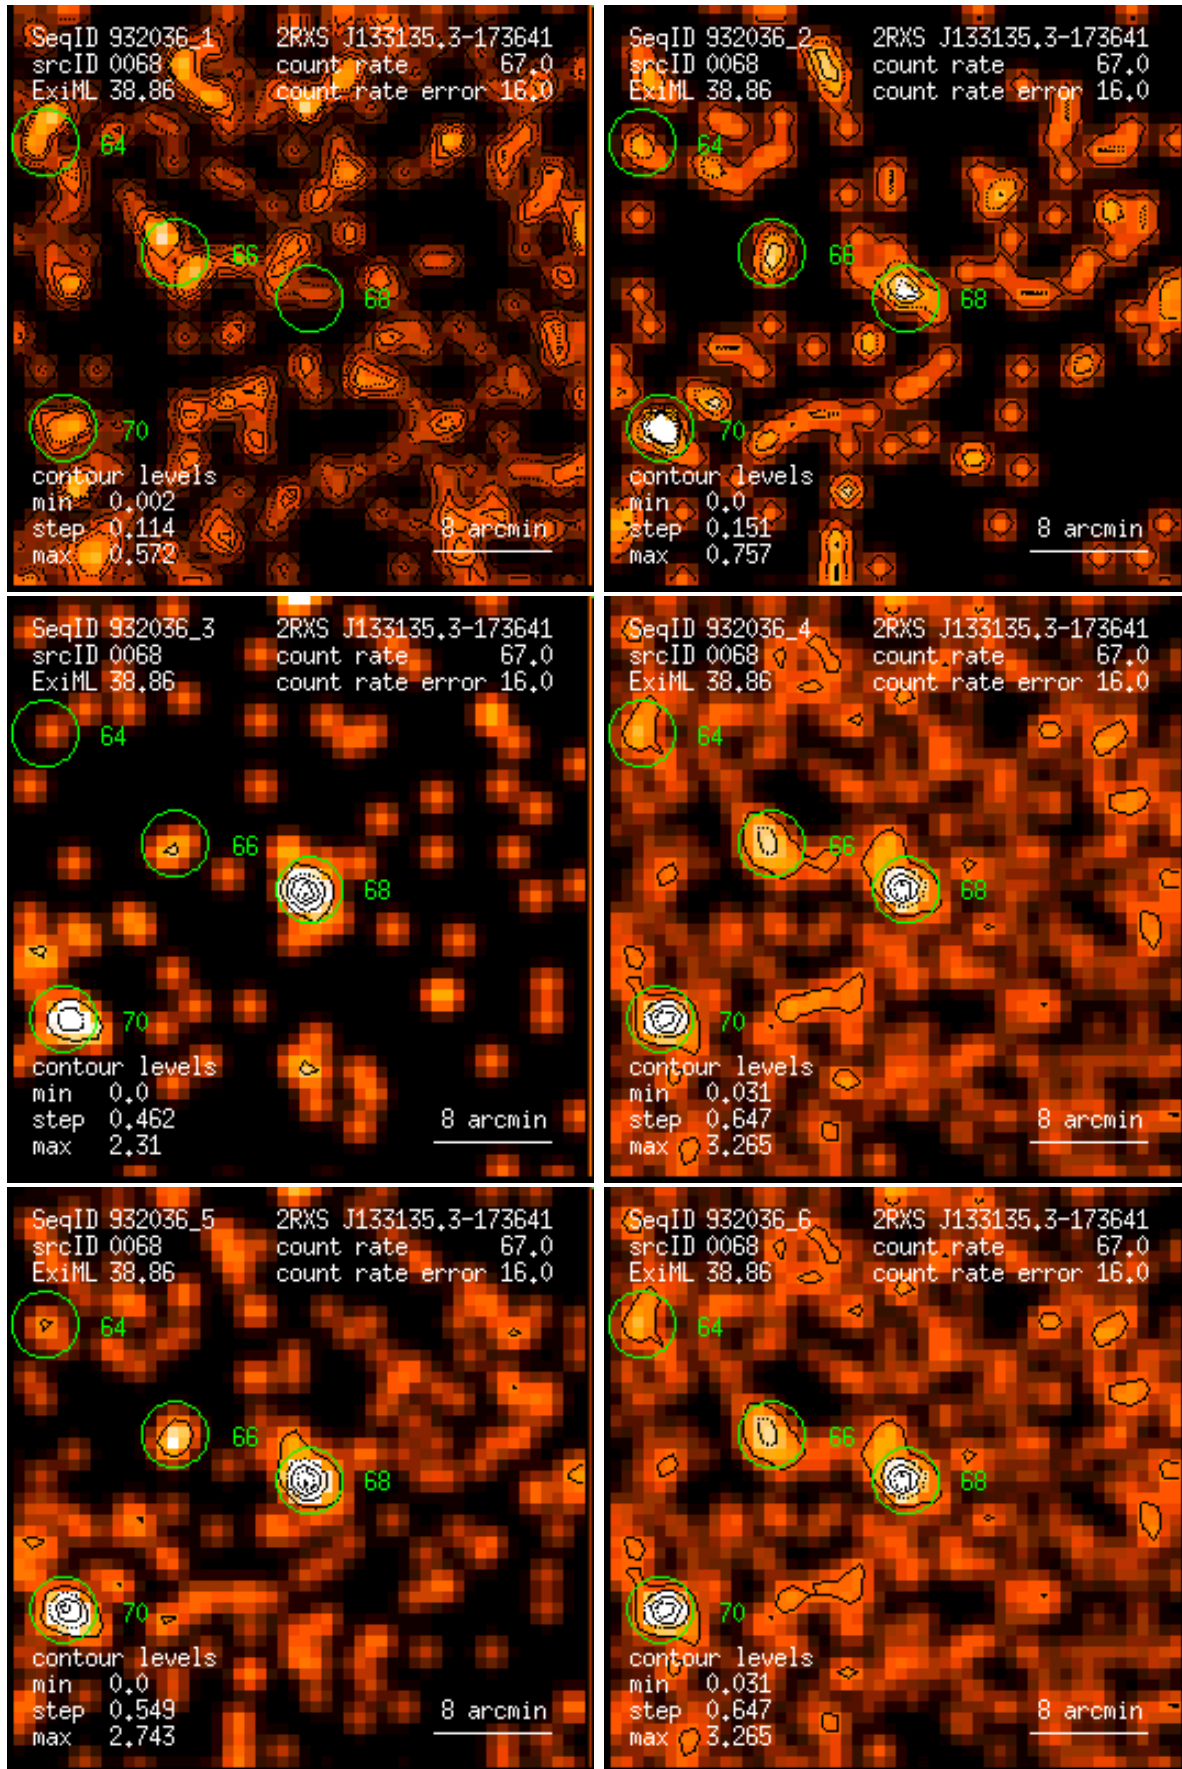 SeqID 932036_1 2RXS J133135.3-173641
srcID 0068 count rate 67.0
ExiML 38.86 count rate error 16.0
64
66
68
70
contour levels
min 0.002
step 0.114 8 arcmin
max 0.572
SeqID 932036_2 2RXS J133135.3-173641
srcID 0068 count rate 67.0
ExiML 38.86 count rate error 16.0
64
66
68
70
contour levels
min 0.0
step 0.151 8 arcmin
max 0.757
SeqID 932036_3 2RXS J133135.3-173641
srcID 0068 count rate 67.0
ExiML 38.86 count rate error 16.0
64
66
68
70
contour levels
min 0.0
step 0.462 8 arcmin
max 2.31
SeqID 932036_4 2RXS J133135.3-173641
srcID 0068 count rate 67.0
ExiML 38.86 count rate error 16.0
64
66
68
70
contour levels
min 0.031
step 0.647 8 arcmin
max 3.265
SeqID 932036_5 2RXS J133135.3-173641
srcID 0068 count rate 67.0
ExiML 38.86 count rate error 16.0
64
66
68
70
contour levels
min 0.0
step 0.549 8 arcmin
max 2.743
SeqID 932036_6 2RXS J133135.3-173641
srcID 0068 count rate 67.0
ExiML 38.86 count rate error 16.0
64
66
68
70
contour levels
min 0.031
step 0.647 8 arcmin
max 3.265